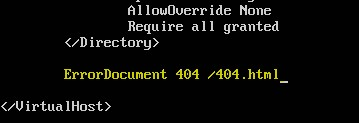 AllowOverride None
Require all granted
</Directory>
ErrorDocument 404 /404.html_
</VirtualHost>